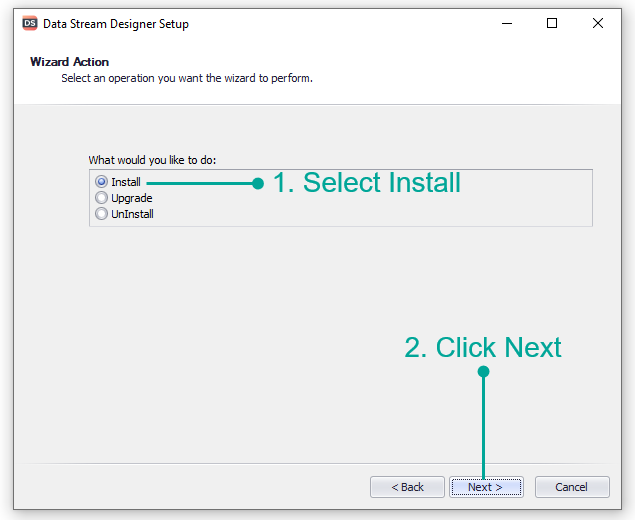 DS Data Stream Designer Setup
Wizard Action
Select an operation you want the wizard to perform.
What would you like to do:
Install
1. Select Install
Upgrade
UnInstall
2. Click Next
< Back
Next >
Cancel